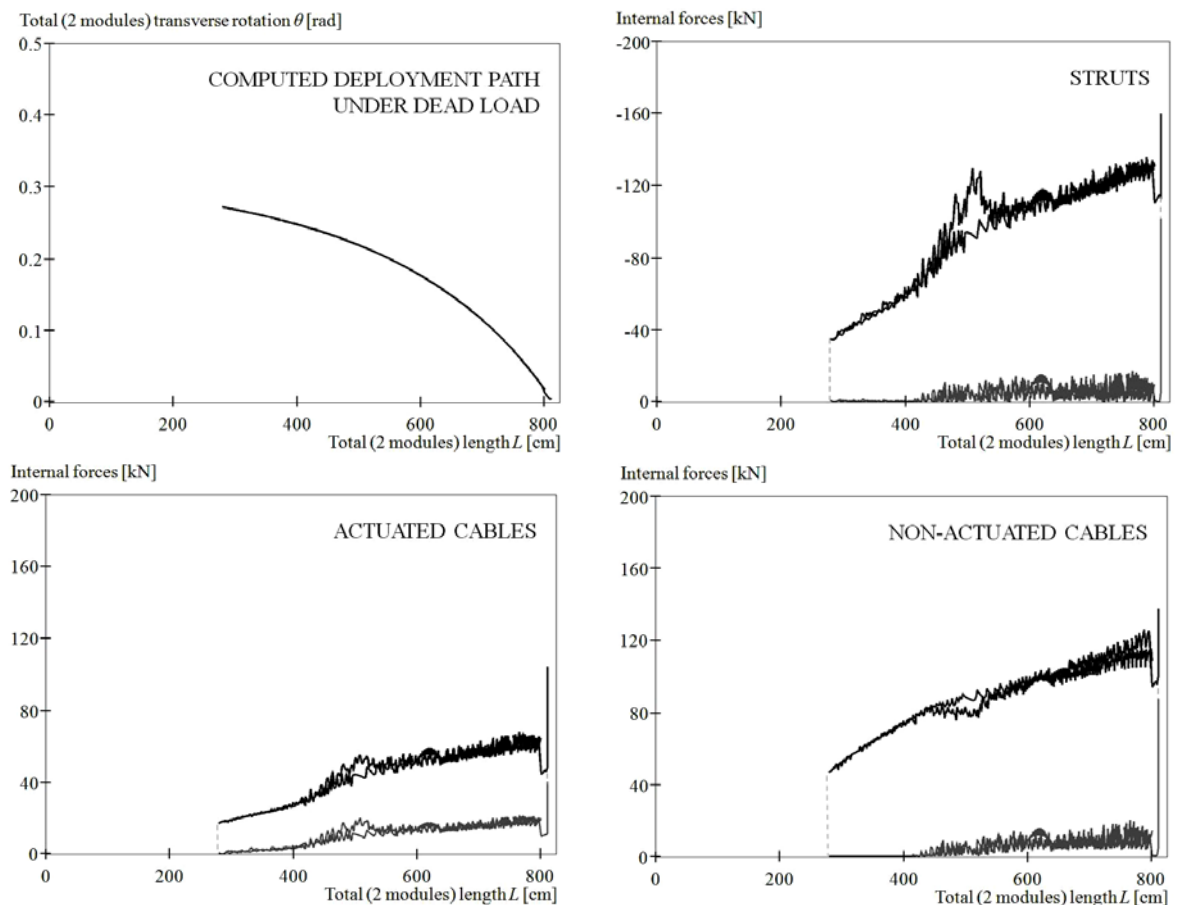 Total (2 modules) transverse rotation θ [rad]
0.5
COMPUTED DEPLOYMENT PATH
UNDER DEAD LOAD
0.4
0.3
0.2
0.1
0
0 200 400 600 800
Total (2 modules) length L [cm]
Internal forces [kN]
-200
STRUTS
-160
-120
-80
-40
0
0 200 400 600 800
Total (2 modules) length L [cm]
Internal forces [kN]
200
ACTUATED CABLES
160
120
80
40
0
0 200 400 600 800
Total (2 modules) length L [cm]
Internal forces [kN]
200
NON-ACTUATED CABLES
160
120
80
40
0
0 200 400 600 800
Total (2 modules) length L [cm]